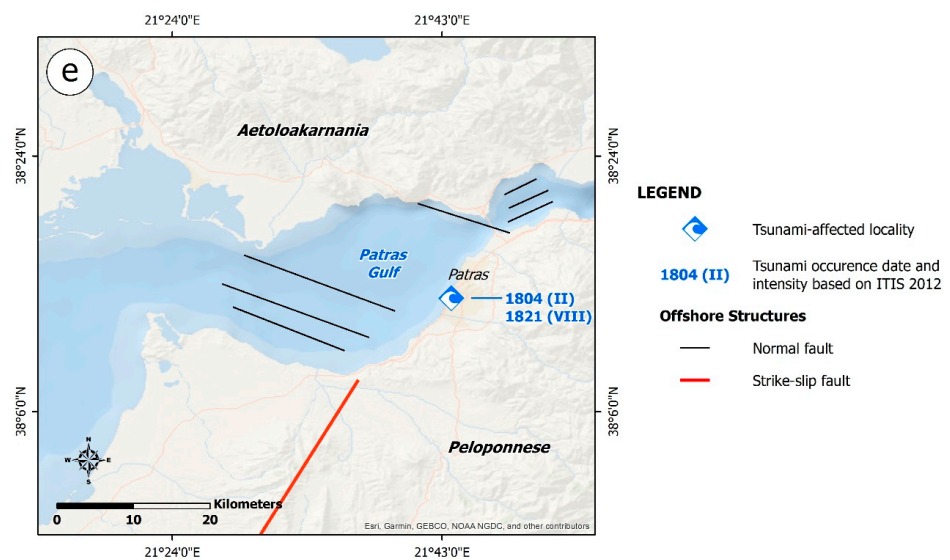 21°24'0"E
21°43'0"E
e
38°24'0"N
38°24'0"N
Aetoloakarnania
Patras
Gulf
Patras
1804 (II)
1821 (VIII)
38°6'0"N
38°6'0"N
Peloponnese
N
W
E
S
Kilometers
0
10
20
Esri, Garmin, GEBCO, NOAA NGDC, and other contributors
21°24'0"E
21°43'0"E
LEGEND
Tsunami-affected locality
1804 (II)
Tsunami occurence date and
intensity based on ITIS 2012
Offshore Structures
Normal fault
Strike-slip fault